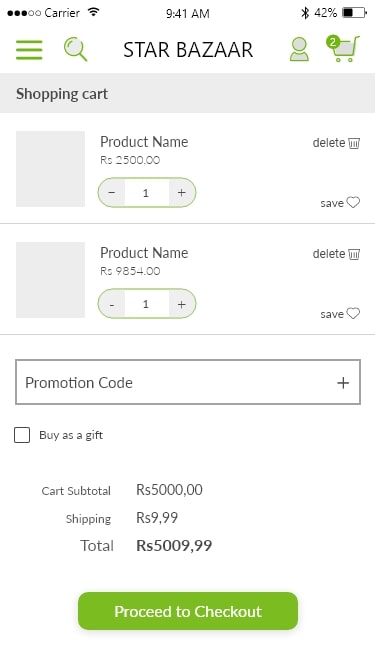 Carrier 9:41 AM 42%
STAR BAZAAR 2
Shopping cart
Product Name delete
Rs 2500,00
− 1 +
save
Product Name delete
Rs 9854.00
- 1 +
save
Promotion Code +
Buy as a gift
Cart Subtotal Rs5000,00
Shipping Rs9,99
Total Rs5009,99
Proceed to Checkout